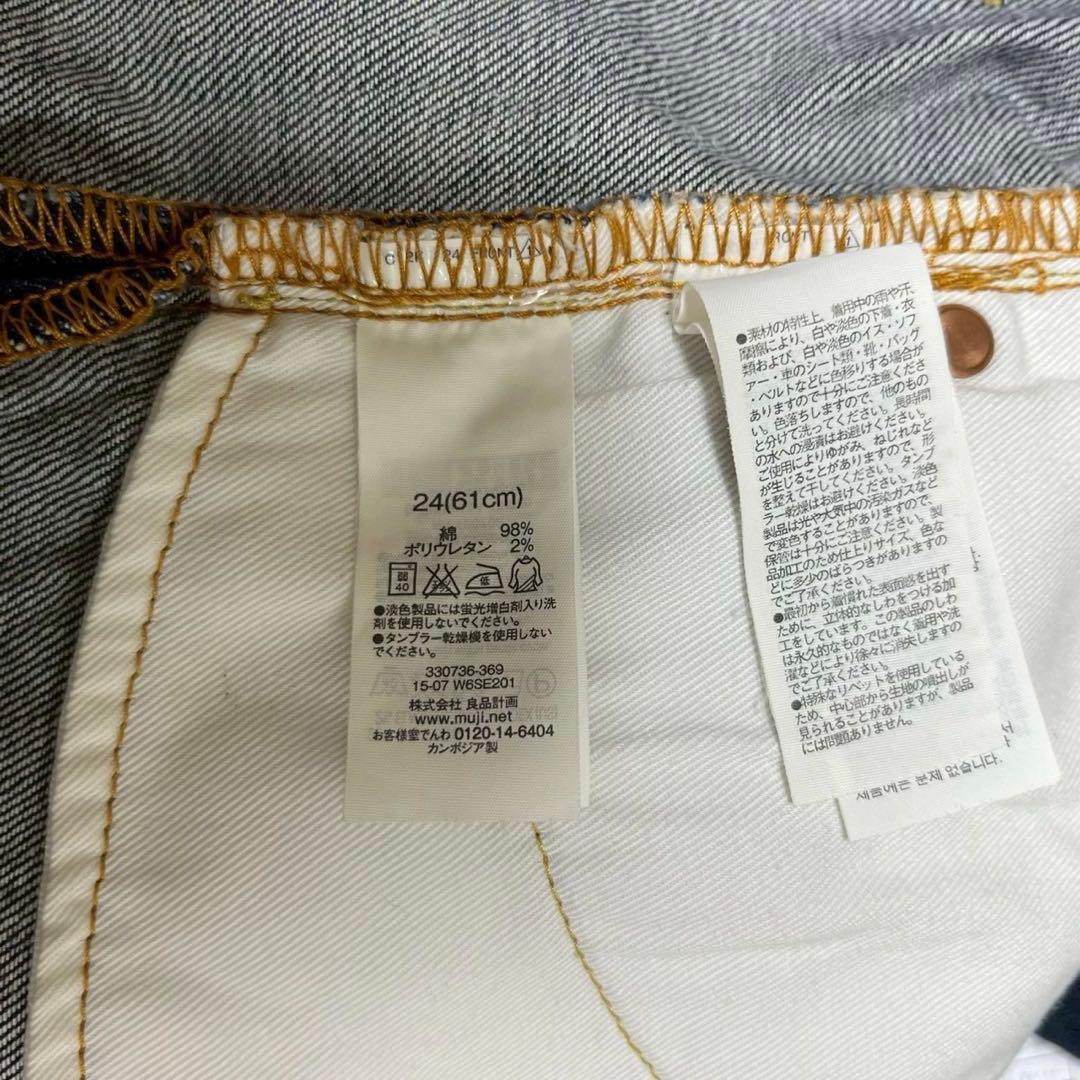 C 2R 24 FRONT
FRONT
24(61cm)
綿 98%
ポリウレタン 2%
40
低
●淡色製品には蛍光増白剤入り洗
剤を使用しないでください。
●タンブラー乾燥機を使用しない
でください。
330736-369
15-07 W6SE201
株式会社 良品計画
www.muji.net
お客様室でんわ 0120-14-6404
カンボジア製
●素材の特性上、着用中の雨や汗、
摩擦により、白や淡色の下着・衣
類および、白や淡色のイス・ソフ
ァー・車のシート類・靴・バッグ
・ベルトなどに色移りする場合が
ありますので十分にご注意くださ
い。色落ちしますので、他のもの
と分けて洗ってください。長時間
の水への浸漬はお避けください。
ご使用によりゆがみ、ねじれなど
が生じることがありますので、形
を整えて干してください。タンブ
ラー乾燥はお避けください。淡色
製品は光や大気中の汚染ガスなど
で変色することがありますので、
保管は十分にご注意ください。製
品加工のため仕上りサイズ、色な
どに多少のばらつきがありますの
でご了承ください。
●最初から着慣れた表面感を出す
ために、立体的なしわをつける加
工をしています。この製品のしわ
は永久的なものではなく着用や洗
濯などにより徐々に消失しますの
でご了承ください。
●特殊なリベットを使用している
ため、中心部から生地の噴出しが
見られることがありますが、製品
には問題ありません。
문제 없습니다.